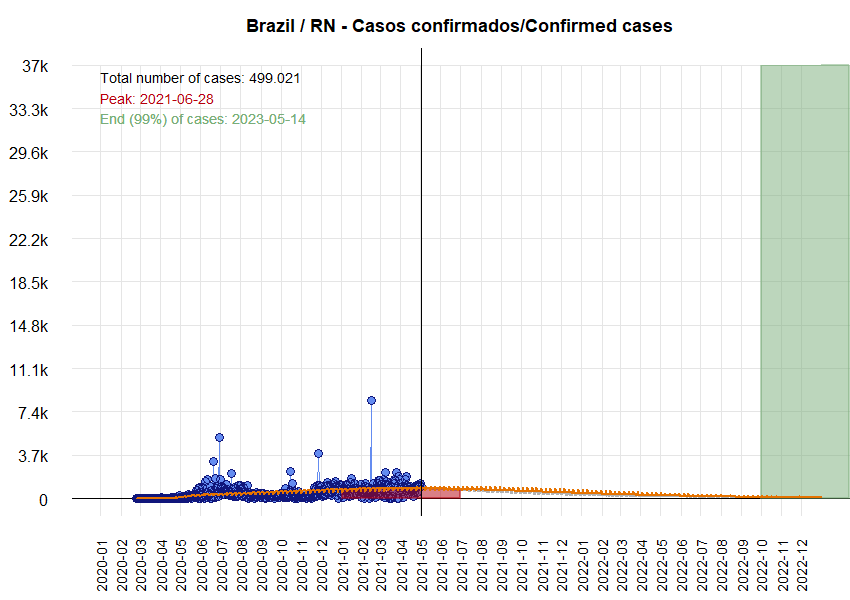 Brazil / RN - Casos confirmados/Confirmed cases
37k
Total number of cases: 499.021
Peak: 2021-06-28
End (99%) of cases: 2023-05-14
33.3k
29.6k
25.9k
22.2k
18.5k
14.8k
11.1k
7.4k
3.7k
0
2020-01
2020-02
2020-03
2020-04
2020-05
2020-06
2020-07
2020-08
2020-09
2020-10
2020-11
2020-12
2021-01
2021-02
2021-03
2021-04
2021-05
2021-06
2021-07
2021-08
2021-09
2021-10
2021-11
2021-12
2022-01
2022-02
2022-03
2022-04
2022-05
2022-06
2022-07
2022-08
2022-09
2022-10
2022-11
2022-12